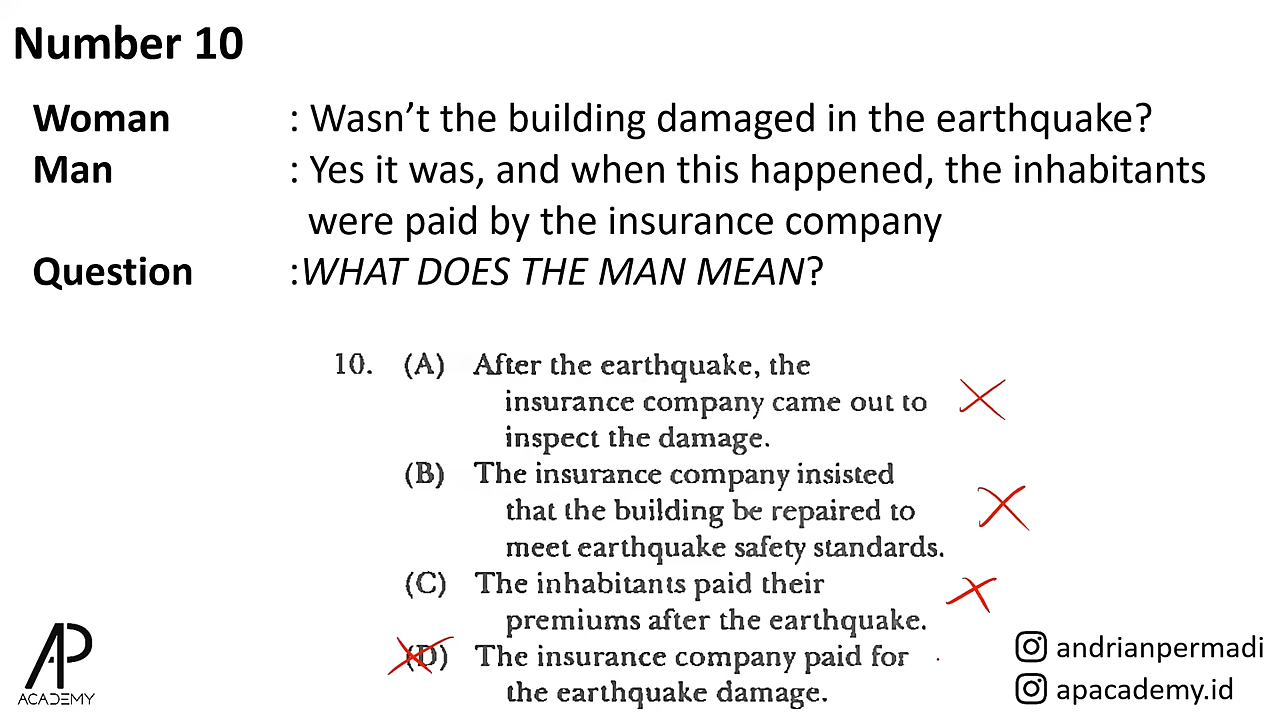 Number 10
Woman : Wasn’t the building damaged in the earthquake?
Man : Yes it was, and when this happened, the inhabitants
were paid by the insurance company
Question :WHAT DOES THE MAN MEAN?
10. (A) After the earthquake, the
insurance company came out to
inspect the damage.
(B) The insurance company insisted
that the building be repaired to
meet earthquake safety standards.
(C) The inhabitants paid their
premiums after the earthquake.
(D) The insurance company paid for
the earthquake damage.
AP
ACADEMY
andrianpermadi
apacademy.id